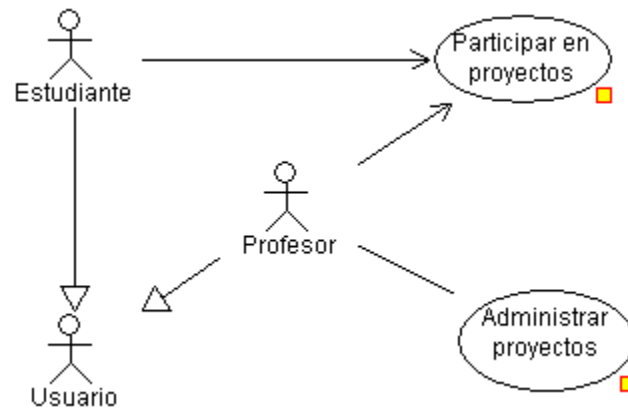 Participar en
proyectos
Estudiante
Profesor
Administrar
proyectos
Usuario